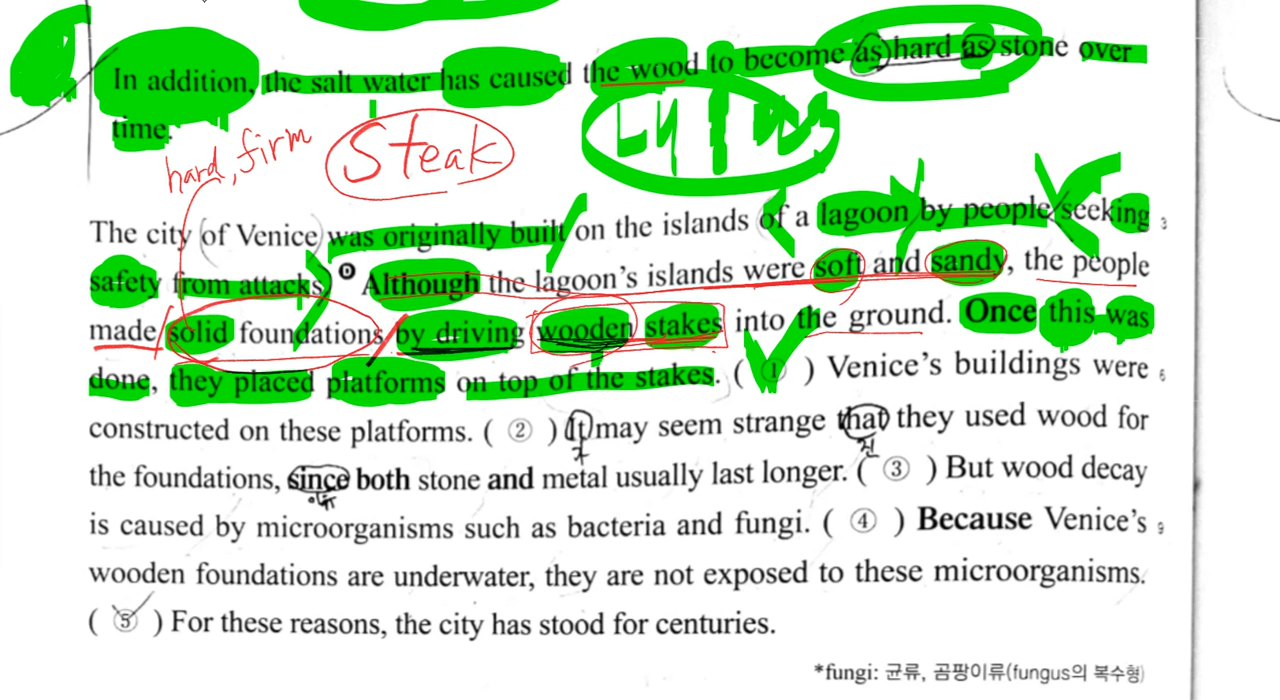 In addition, the salt water has caused the wood to become as hard as stone over
time.
hard, firm
Steak
The city of Venice was originally built on the islands of a lagoon by people seeking 3
safety from attacks. ❶ Although the lagoon's islands were soft and sandy, the people
made solid foundations by driving wooden stakes into the ground. Once this was
done, they placed platforms on top of the stakes. ( ① ) Venice's buildings were 6
constructed on these platforms. ( ② ) It may seem strange that they used wood for
the foundations, since both stone and metal usually last longer. ( ③ ) But wood decay
is caused by microorganisms such as bacteria and fungi. ( ④ ) Because Venice's 9
wooden foundations are underwater, they are not exposed to these microorganisms.
( ⑤ ) For these reasons, the city has stood for centuries.
*fungi: 균류, 곰팡이류(fungus의 복수형)